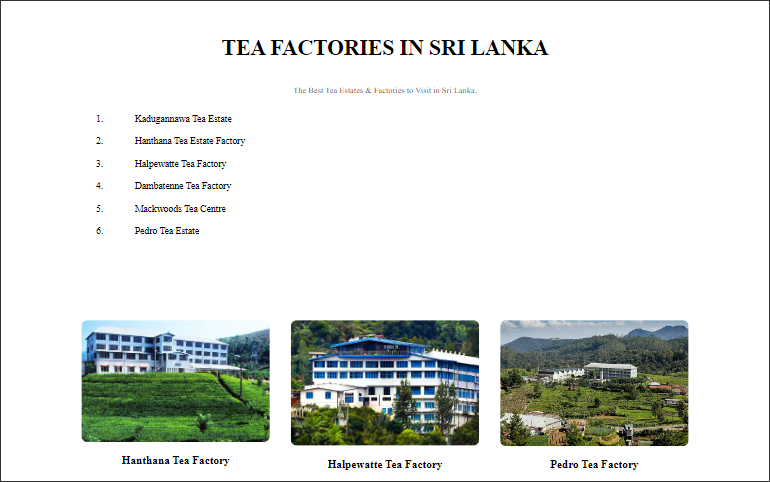 TEA FACTORIES IN SRI LANKA
The Best Tea Estates & Factories to Visit in Sri Lanka.
1. Kadugannawa Tea Estate
2. Hanthana Tea Estate Factory
3. Halpewatte Tea Factory
4. Dambatenne Tea Factory
5. Mackwoods Tea Centre
6. Pedro Tea Estate
Hanthana Tea Factory
Halpewatte Tea Factory
Pedro Tea Factory